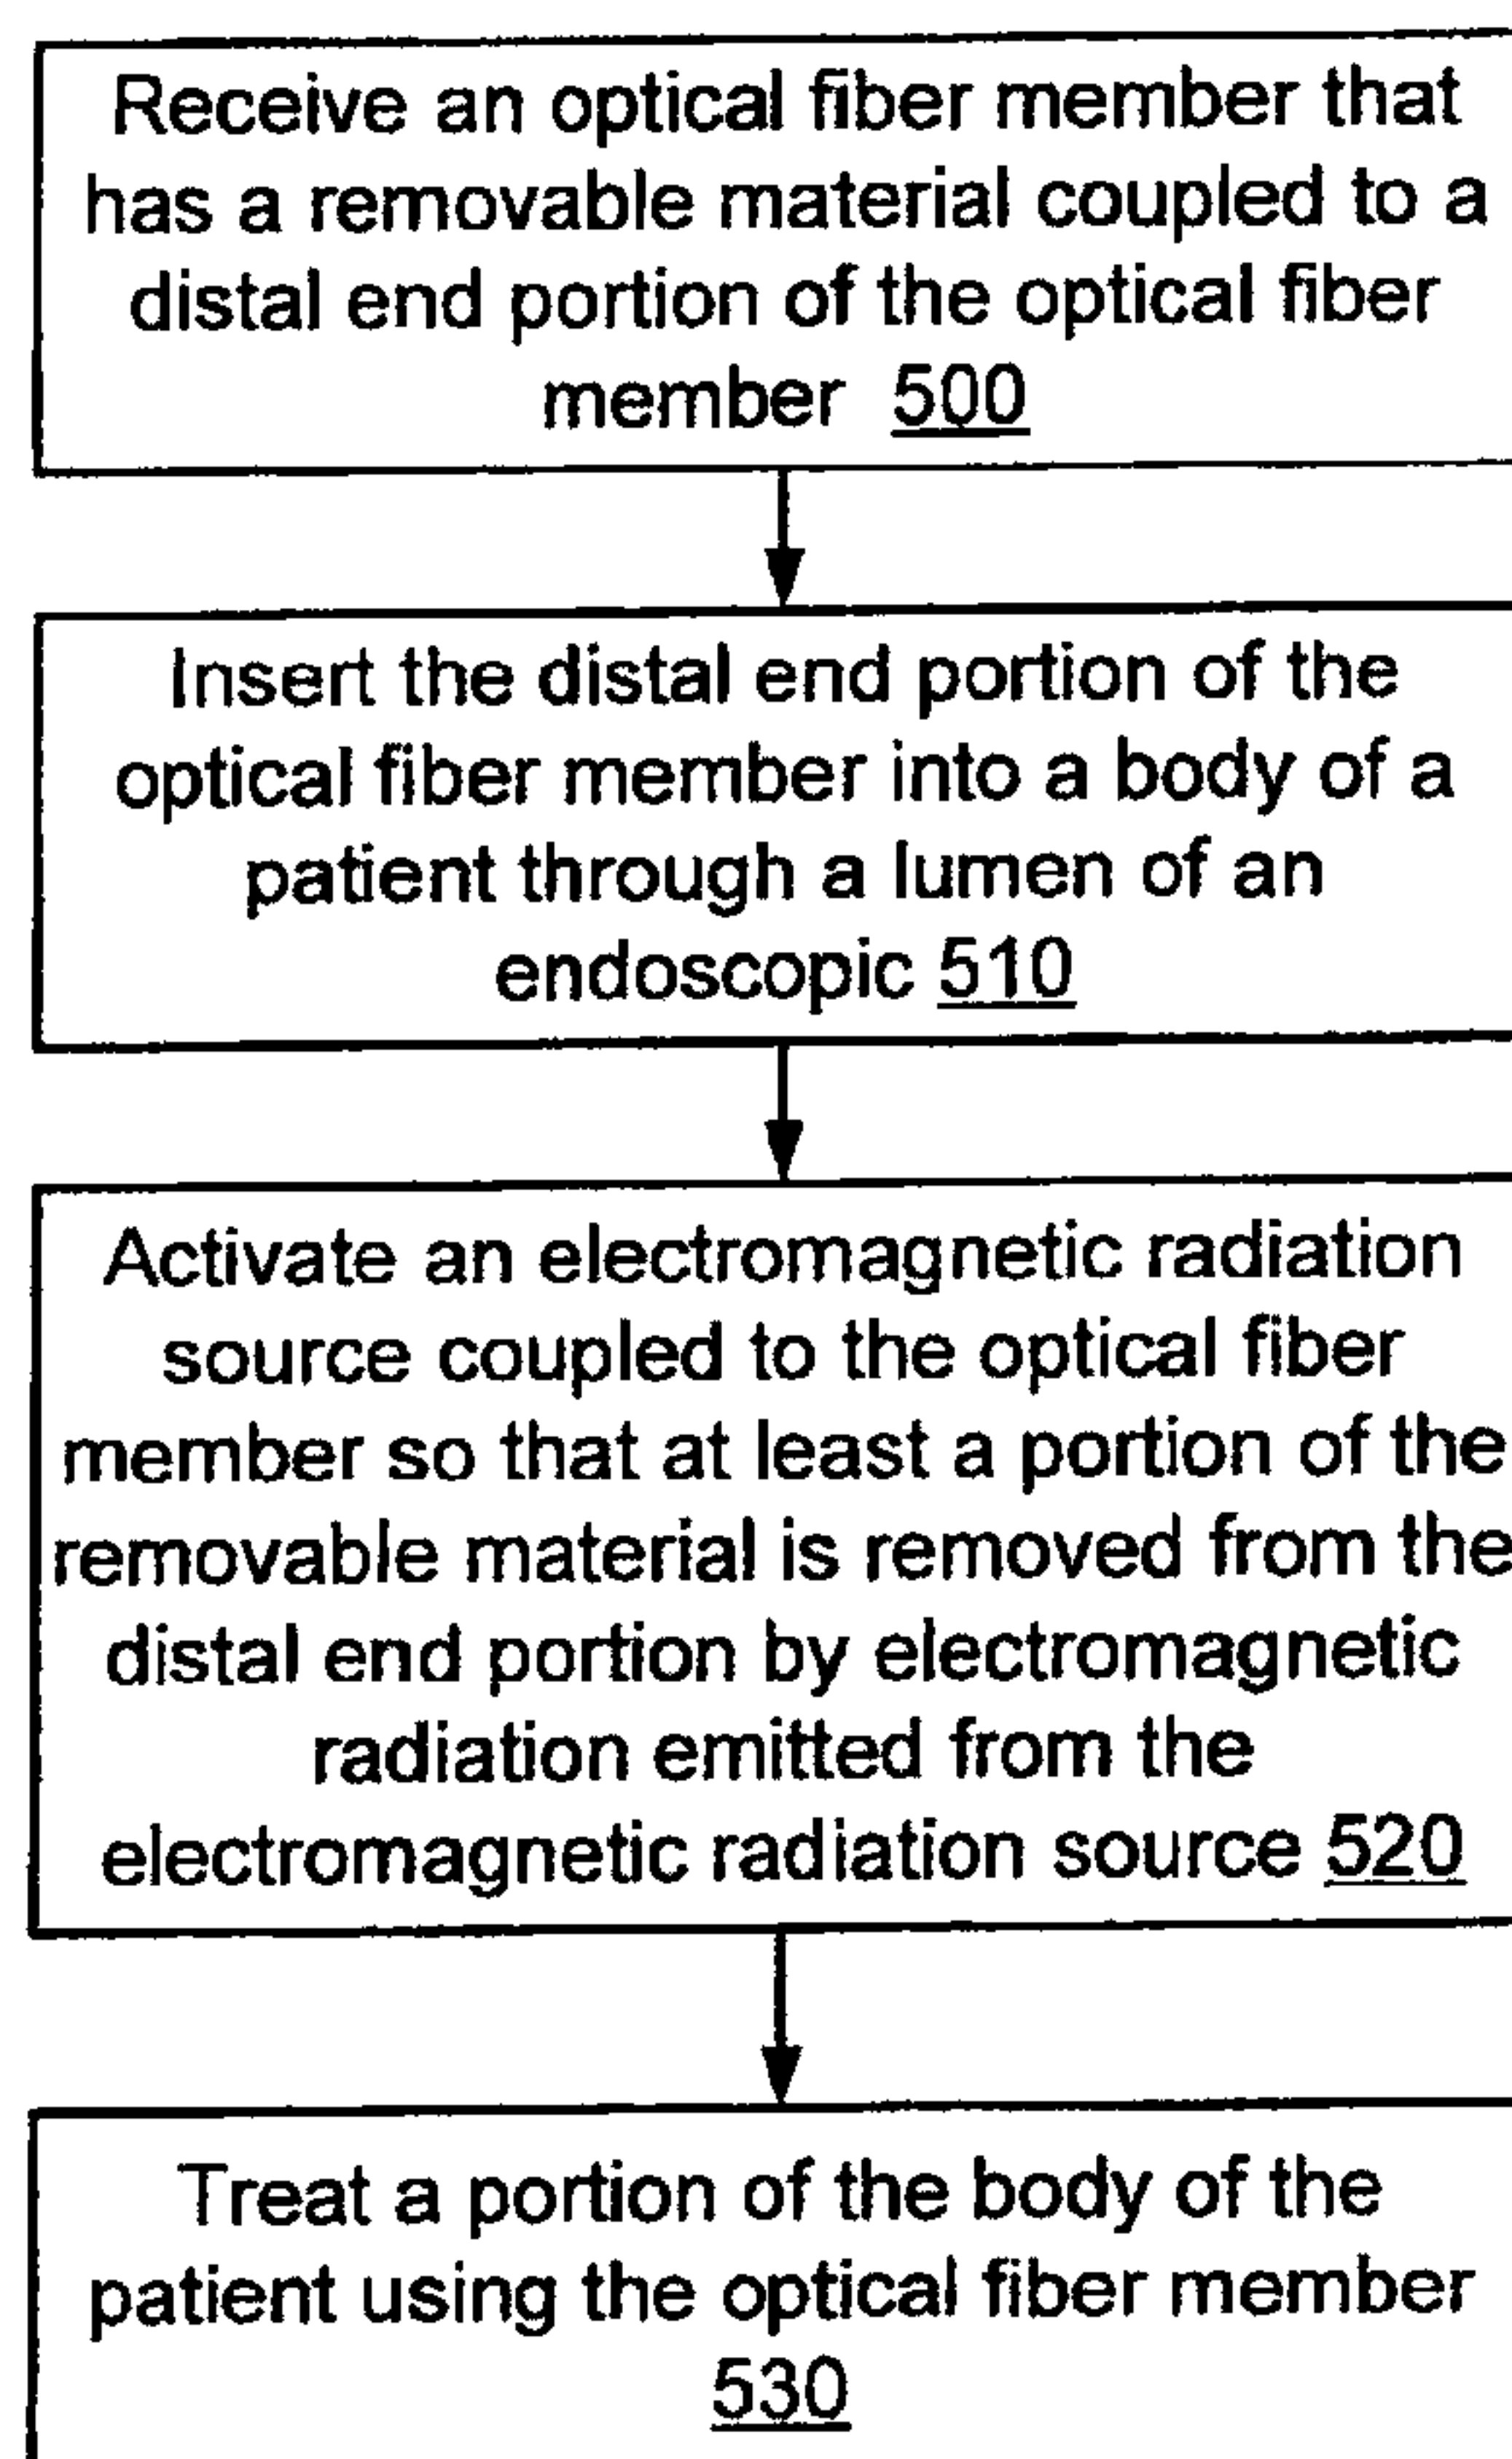 Receive an optical fiber member that
has a removable material coupled to a
distal end portion of the optical fiber
member 500
Insert the distal end portion of the
optical fiber member into a body of a
patient through a lumen of an
endoscopic 510
Activate an electromagnetic radiation
source coupled to the optical fiber
member so that at least a portion of the
removable material is removed from the
distal end portion by electromagnetic
radiation emitted from the
electromagnetic radiation source 520
Treat a portion of the body of the
patient using the optical fiber member
530